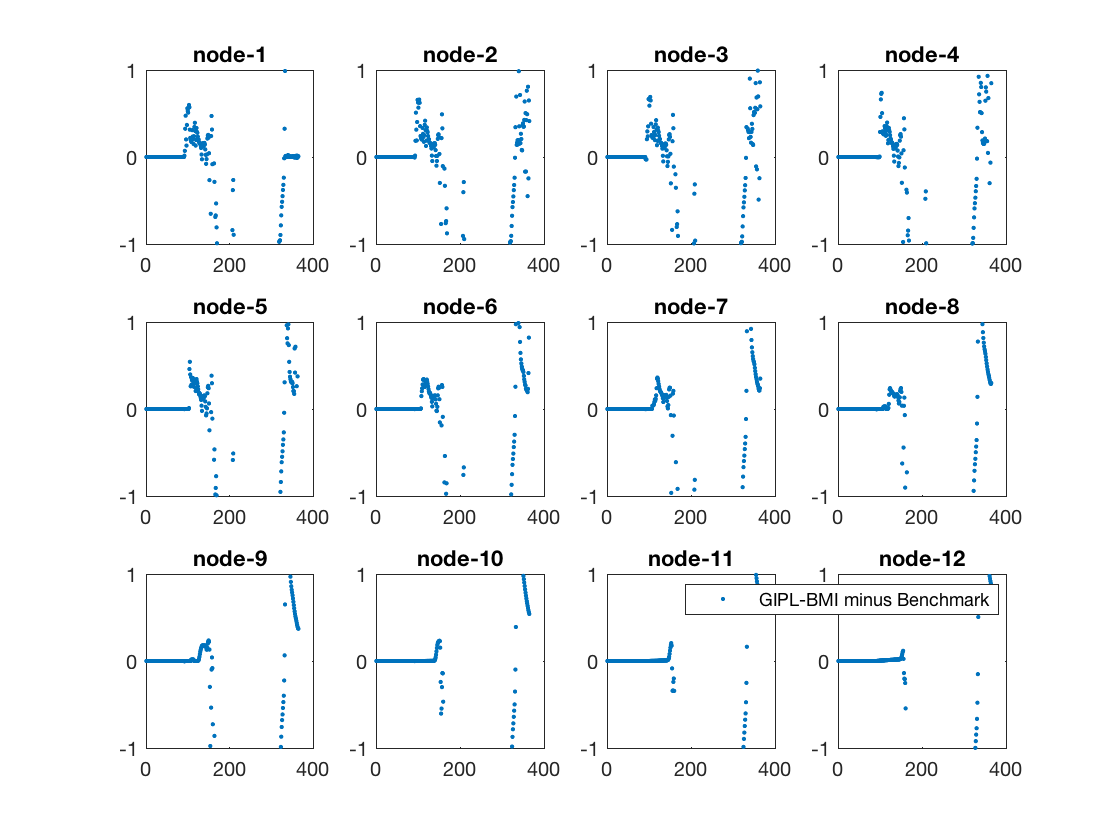 node-1 node-2 node-3 node-4
1 1 1 1
0 0 0 0
-1 -1 -1 -1
0 200 400 0 200 400 0 200 400 0 200 400
node-5 node-6 node-7 node-8
1 1 1 1
0 0 0 0
-1 -1 -1 -1
0 200 400 0 200 400 0 200 400 0 200 400
node-9 node-10 node-11 node-12
1 1 1 1
GIPL-BMI minus Benchmark
0 0 0 0
-1 -1 -1 -1
0 200 400 0 200 400 0 200 400 0 200 400